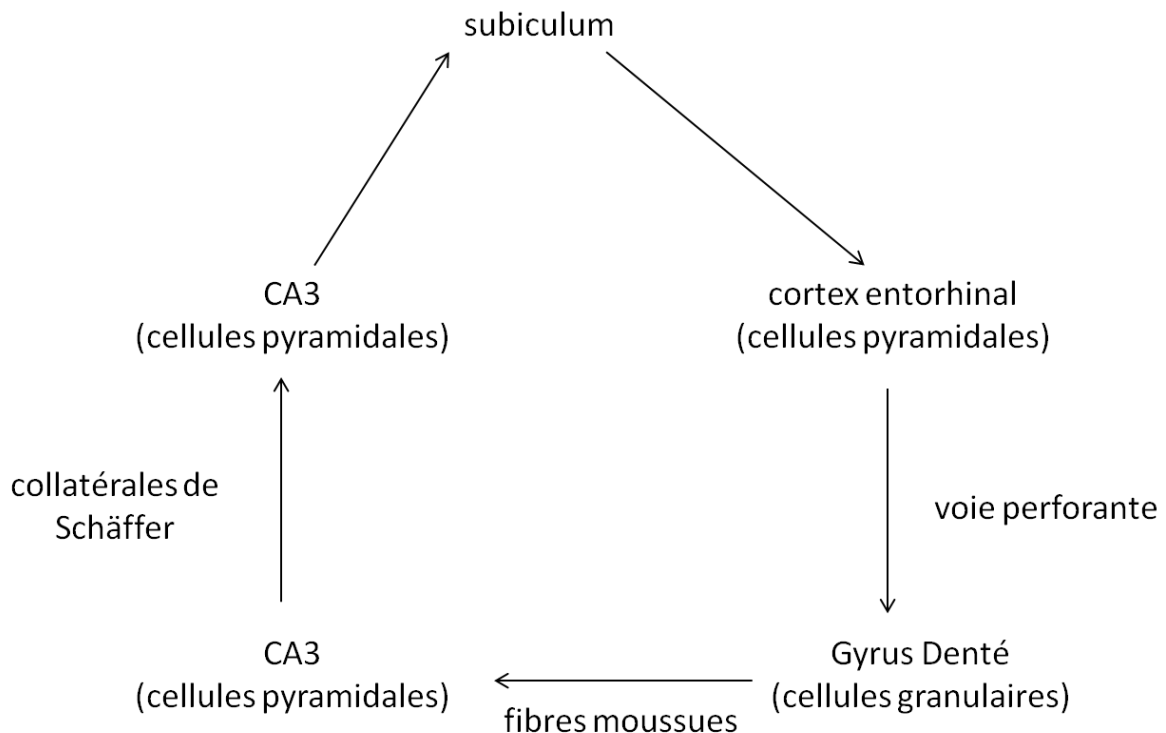 subiculum
CA3
(cellules pyramidales)
cortex entorhinal
(cellules pyramidales)
collatérales de
Schäffer
voie perforante
CA3
(cellules pyramidales)
Gyrus Denté
(cellules granulaires)
fibres moussues